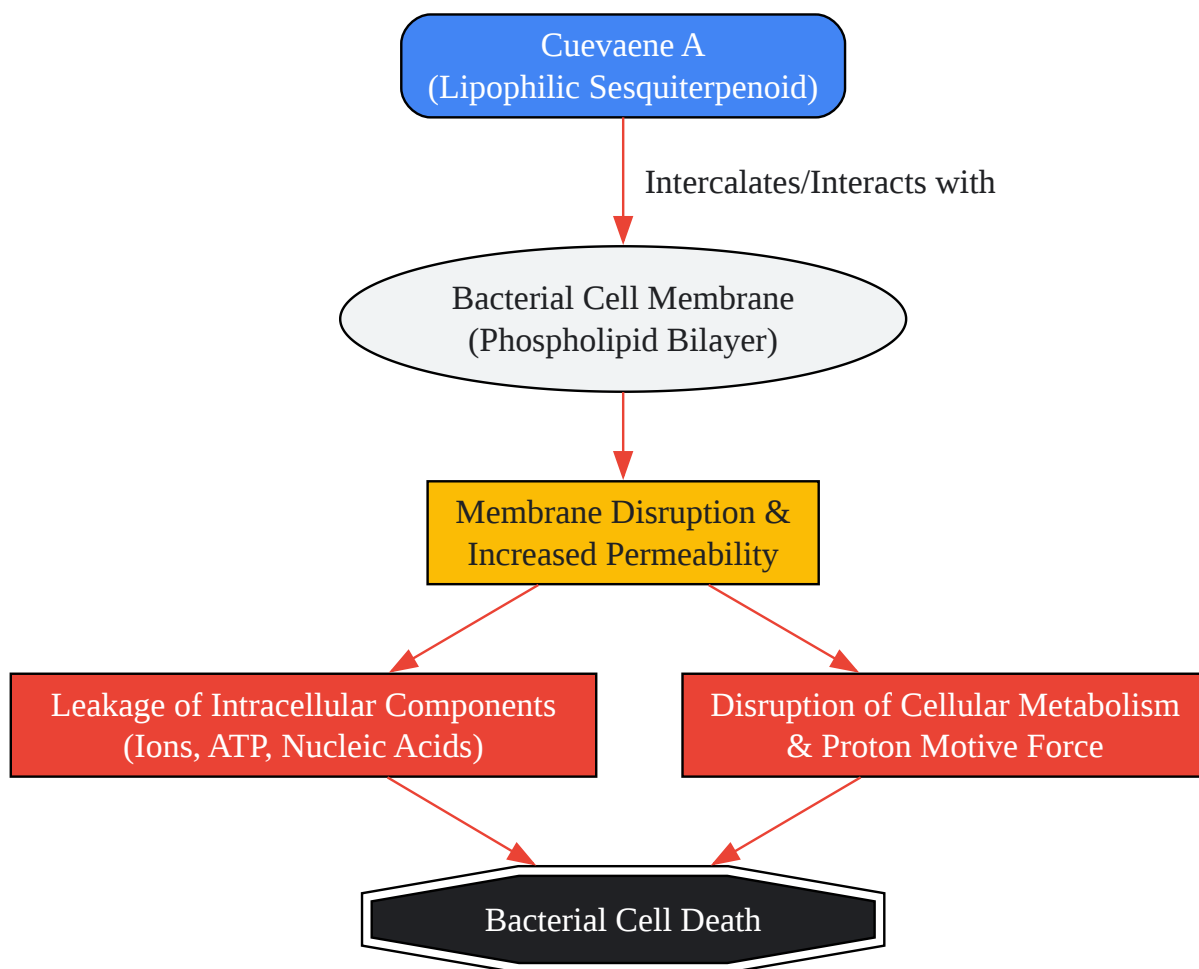 Cuevaene A
(Lipophilic Sesquiterpenoid)
Intercalates/Interacts with
Bacterial Cell Membrane
(Phospholipid Bilayer)
Membrane Disruption &
Increased Permeability
Leakage of Intracellular Components
(Ions, ATP, Nucleic Acids)
Disruption of Cellular Metabolism
& Proton Motive Force
Bacterial Cell Death